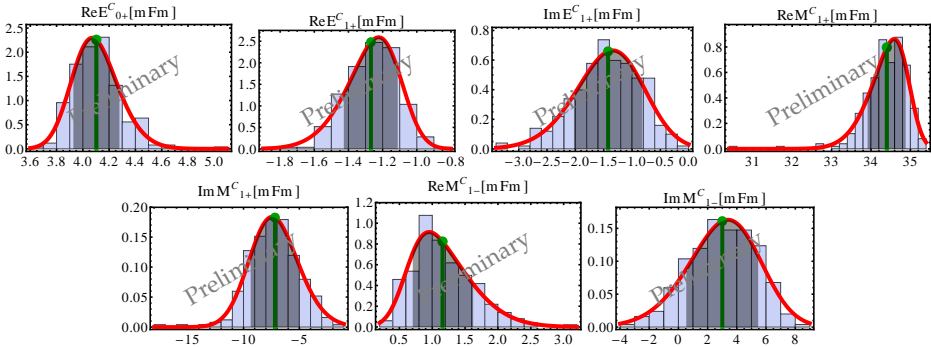 ReE^C_0+ [mFm]
ReE^C_1+ [mFm]
ImE^C_1+ [mFm]
ReM^C_1+ [mFm]
2.5
2.0
1.5
1.0
0.5
0.0
3.6 3.8 4.0 4.2 4.4 4.6 4.8 5.0
Preliminary
2.5
2.0
1.5
1.0
0.5
0.0
−1.8 −1.6 −1.4 −1.2 −1.0 −0.8
Preliminary
0.8
0.6
0.4
0.2
0.0
−3.0 −2.5 −2.0 −1.5 −1.0 −0.5 0.0
Preliminary
0.8
0.6
0.4
0.2
0.0
31 32 33 34 35
Preliminary
ImM^C_1+ [mFm]
ReM^C_1− [mFm]
ImM^C_1− [mFm]
0.20
0.15
0.10
0.05
0.00
−15 −10 −5
Preliminary
1.2
1.0
0.8
0.6
0.4
0.2
0.0
0.5 1.0 1.5 2.0 2.5 3.0
Preliminary
0.15
0.10
0.05
0.00
−4 −2 0 2 4 6 8
Preliminary